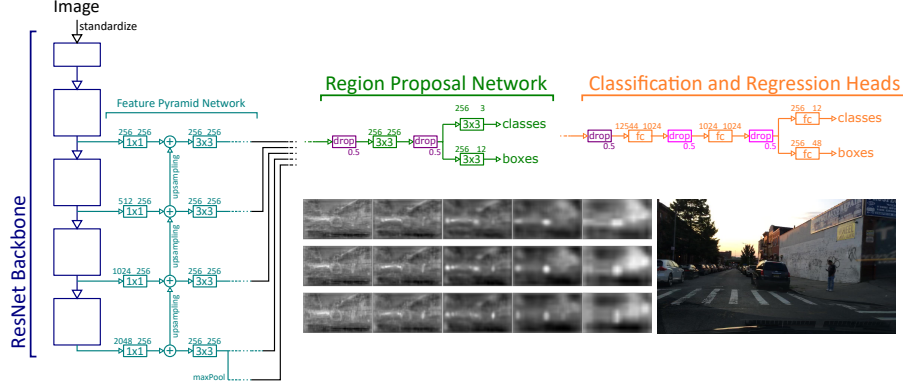 Image
standardize
ResNet Backbone
Feature Pyramid Network
256 256
1x1
256 256
3x3
upsampling
512 256
1x1
256 256
3x3
upsampling
1024 256
1x1
256 256
3x3
upsampling
2048 256
1x1
256 256
3x3
maxPool
Region Proposal Network
drop
0.5
256 256
3x3
drop
0.5
256 3
3x3
classes
256 12
3x3
boxes
Classification and Regression Heads
drop
0.5
12544 1024
fc
drop
0.5
1024 1024
fc
drop
0.5
256 12
fc
classes
256 48
fc
boxes